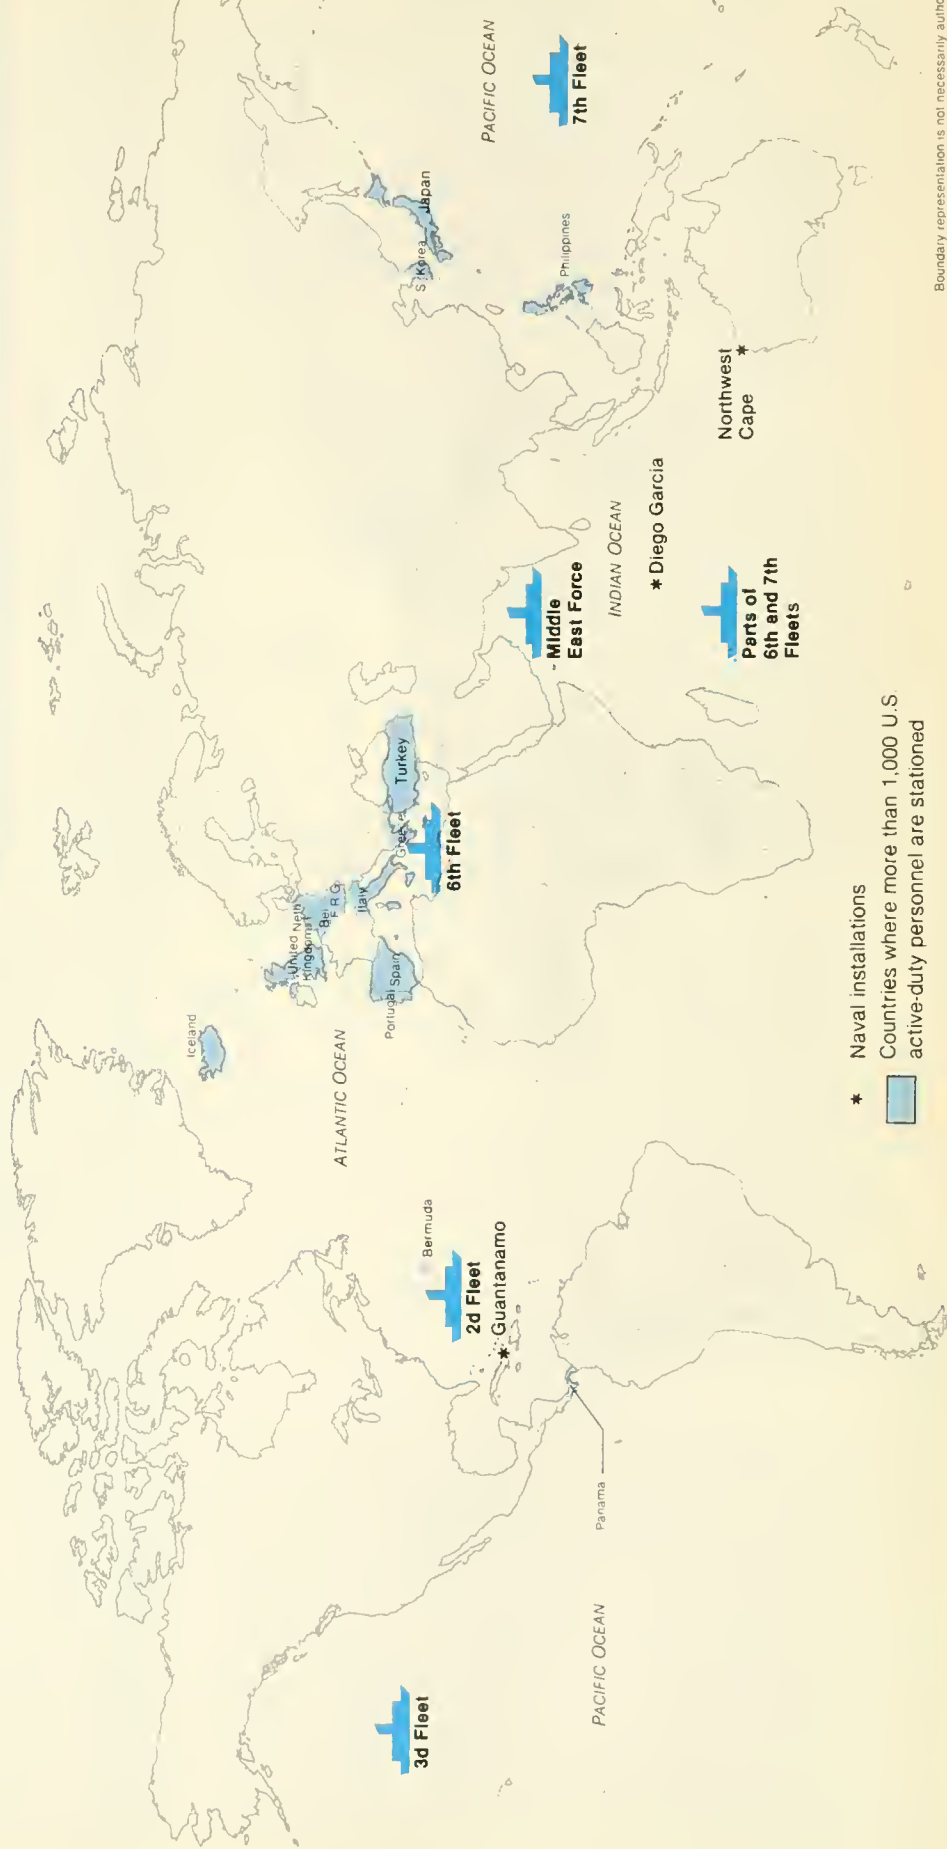 3d Fleet
PACIFIC OCEAN
Panama
2d Fleet
Bermuda
Guantanamo
ATLANTIC OCEAN
Iceland
United
Kingdom
Neth
Bel
F.R.G.
Portugal
Spain
Italy
Turkey
6th Fleet
Middle
East Force
INDIAN OCEAN
* Diego Garcia
Parts of
6th and 7th
Fleets
Northwest
Cape
*
S. Korea
Japan
Philippines
PACIFIC OCEAN
7th Fleet
* Naval installations
Countries where more than 1,000 U.S.
active-duty personnel are stationed
Boundary representation is not necessarily